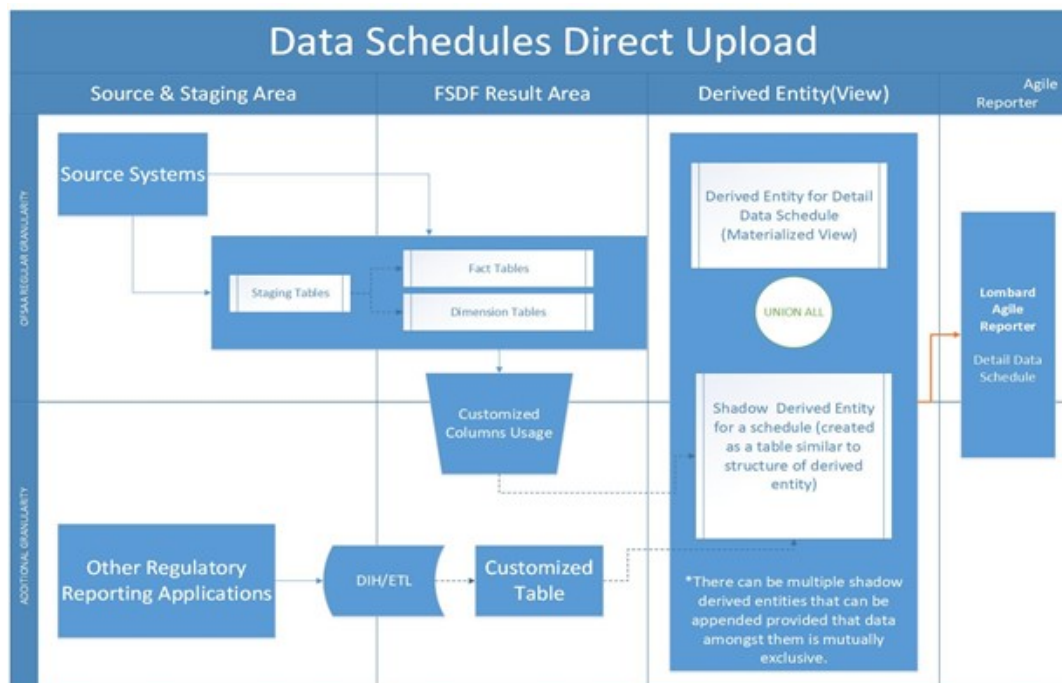 Data Schedules Direct Upload
Source & Staging Area
FSDF Result Area
Derived Entity(View)
Agile
Reporter
OFSAA REGULAR GRANULARITY
Source Systems
Staging Tables
Fact Tables
Dimension Tables
Derived Entity for Detail
Data Schedule
(Materialized View)
UNION ALL
Lombard
Agile
Reporter
Detail Data
Schedule
ADDITIONAL GRANULARITY
Customized
Columns Usage
Shadow Derived Entity
for a schedule (created
as a table similar to
structure of derived
entity)
Other Regulatory
Reporting Applications
DIH/ETL
Customized
Table
*There can be multiple shadow
derived entities that can be
appended provided that data
amongst them is mutually
exclusive.